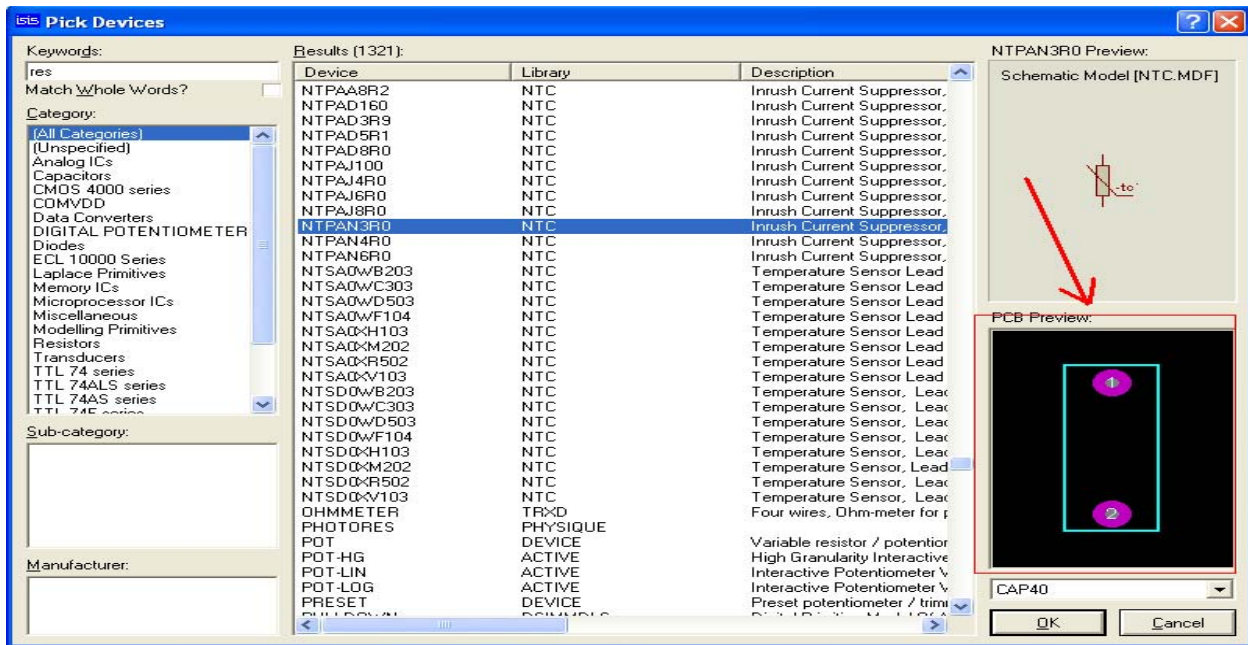 isis Pick Devices
Keywords:
res
Match Whole Words?
Category:
(All Categories)
(Unspecified)
Analog ICs
Capacitors
CMOS 4000 series
COMVDD
Data Converters
DIGITAL POTENTIOMETER
Diodes
ECL 10000 Series
Laplace Primitives
Memory ICs
Microprocessor ICs
Miscellaneous
Modelling Primitives
Resistors
Transducers
TTL 74 series
TTL 74ALS series
TTL 74AS series
Sub-category:
Manufacturer:
Results (1321):
Device Library Description
NTPAA8R2 NTC Inrush Current Suppressor,
NTPAD160 NTC Inrush Current Suppressor,
NTPAD3R9 NTC Inrush Current Suppressor,
NTPAD5R1 NTC Inrush Current Suppressor,
NTPAD8R0 NTC Inrush Current Suppressor,
NTPAJ100 NTC Inrush Current Suppressor,
NTPAJ4R0 NTC Inrush Current Suppressor,
NTPAJ6R0 NTC Inrush Current Suppressor,
NTPAJ8R0 NTC Inrush Current Suppressor,
NTPAN3R0 NTC Inrush Current Suppressor,
NTPAN4R0 NTC Inrush Current Suppressor,
NTPAN6R0 NTC Inrush Current Suppressor,
NTSA0WB203 NTC Temperature Sensor Lead
NTSA0WC303 NTC Temperature Sensor Lead
NTSA0WD503 NTC Temperature Sensor Lead
NTSA0WF104 NTC Temperature Sensor Lead
NTSA0XH103 NTC Temperature Sensor Lead
NTSA0XM202 NTC Temperature Sensor Lead
NTSA0XR502 NTC Temperature Sensor Lead
NTSA0XV103 NTC Temperature Sensor Lead
NTSD0WB203 NTC Temperature Sensor, Lead
NTSD0WC303 NTC Temperature Sensor, Lead
NTSD0WD503 NTC Temperature Sensor, Lead
NTSD0WF104 NTC Temperature Sensor, Lead
NTSD0XH103 NTC Temperature Sensor, Lead
NTSD0XM202 NTC Temperature Sensor, Lead
NTSD0XR502 NTC Temperature Sensor, Lead
NTSD0XV103 NTC Temperature Sensor, Lead
OHMMETER TRXD Four wires, Ohm-meter for
PHOTORES PHYSIQUE
POT DEVICE Variable resistor / potentior
POT-HG ACTIVE High Granularity Interactive
POT-LIN ACTIVE Interactive Potentiometer
POT-LOG ACTIVE Interactive Potentiometer
PRESET DEVICE Preset potentiometer /
NTPAN3R0 Preview:
Schematic Model [NTC.MDF]
-tc°
PCB Preview:
1
2
CAP40
OK Cancel